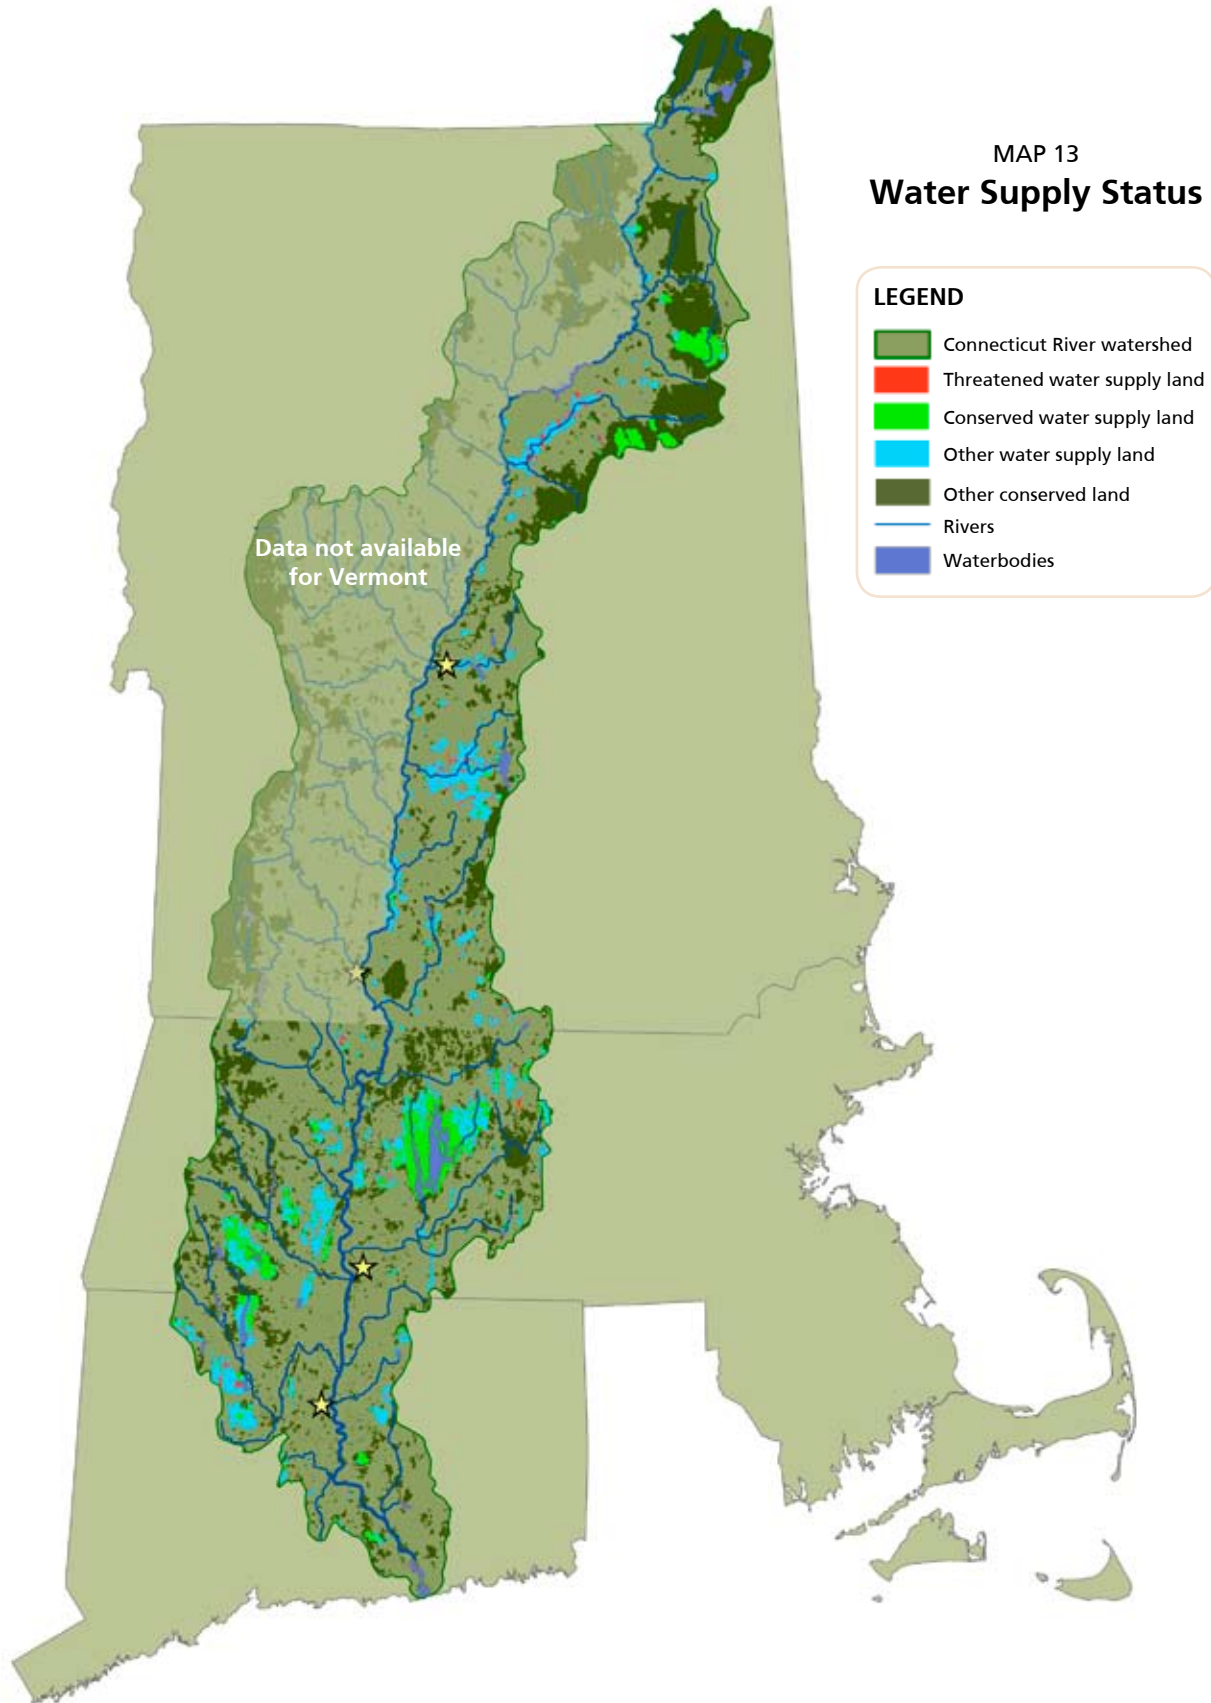 MAP 13
Water Supply Status
LEGEND
Connecticut River watershed
Threatened water supply land
Conserved water supply land
Other water supply land
Other conserved land
Rivers
Waterbodies
Data not available
for Vermont